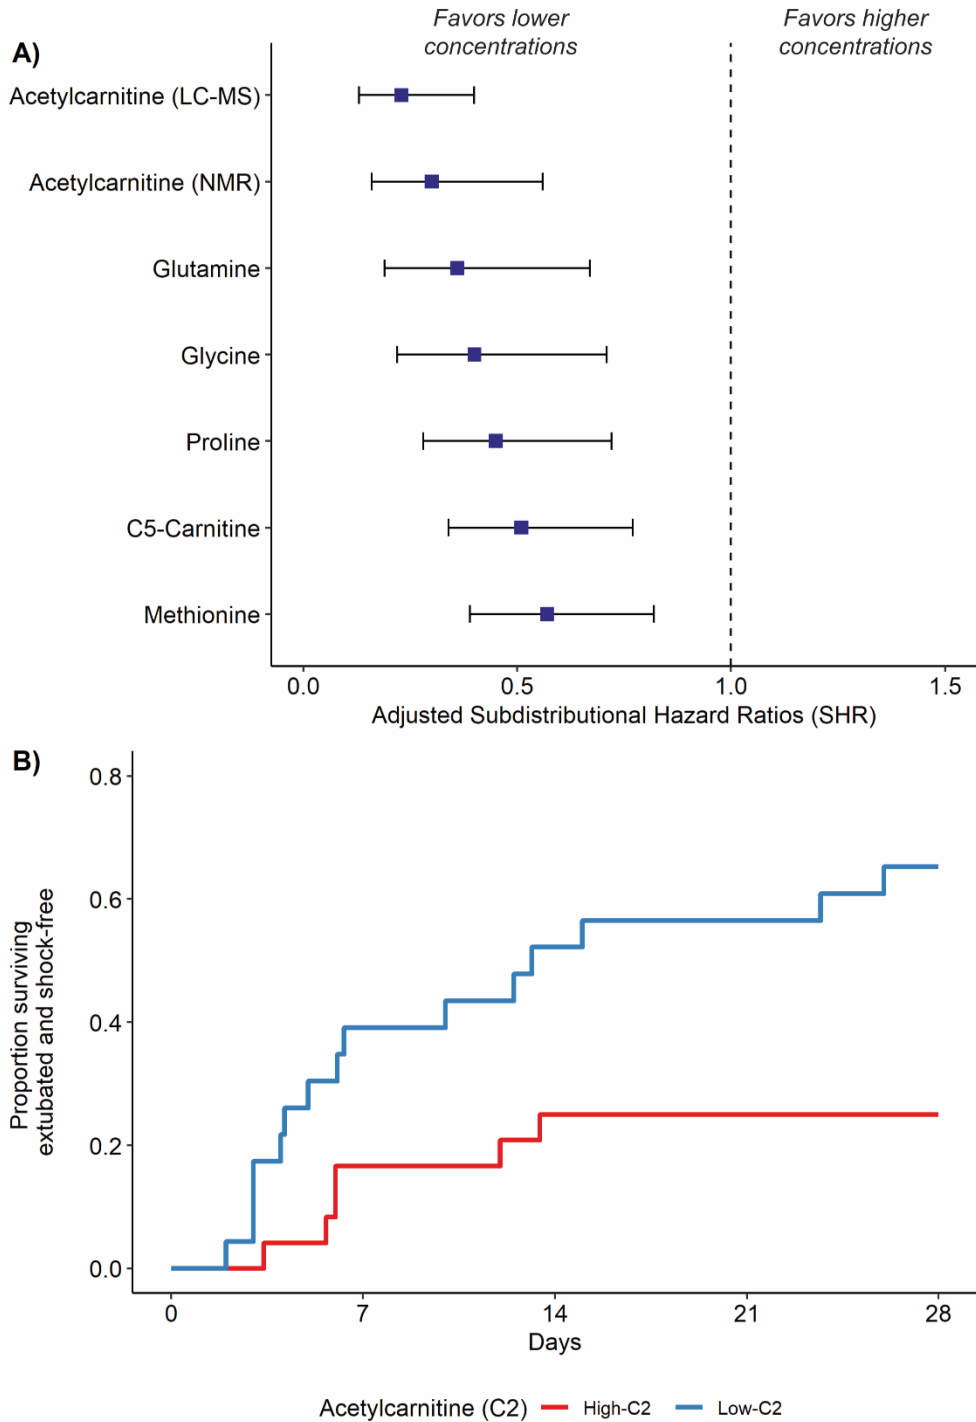 Favors lower
concentrations
Favors higher
concentrations
A)
Acetylcarnitine (LC-MS)
Acetylcarnitine (NMR)
Glutamine
Glycine
Proline
C5-Carnitine
Methionine
0.0 0.5 1.0 1.5
Adjusted Subdistributional Hazard Ratios (SHR)
B)
Proportion surviving
extubated and shock-free
0.8
0.6
0.4
0.2
0.0
0 7 14 21 28
Days
Acetylcarnitine (C2) High-C2 Low-C2